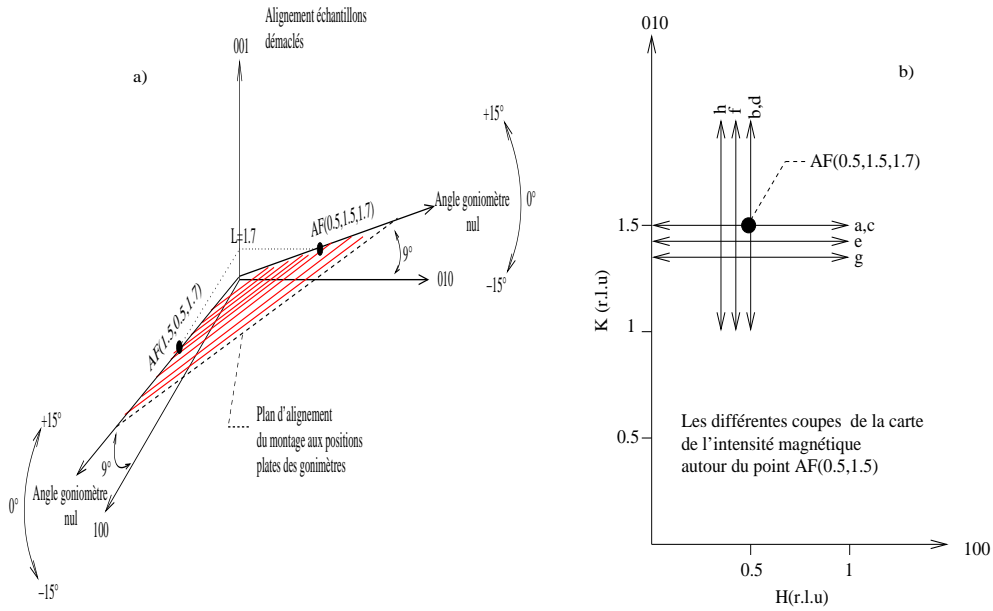 Alignement échantillons
démaclés
a)
001
+15°
0°
−15°
Angle goniomètre
nul
AF(0.5,1.5,1.7)
L=1.7
9°
010
AF(1.5,0.5,1.7)
Plan d'alignement
du montage aux positions
plates des gonimètres
+15°
0°
−15°
9°
Angle goniomètre
nul
100
010
b)
h
f
b,d
AF(0.5,1.5,1.7)
1.5
a,c
e
g
K (r.l.u)
1
0.5
Les différentes coupes de la carte
de l'intensité magnétique
autour du point AF(0.5,1.5)
100
0.5
1
H(r.l.u)